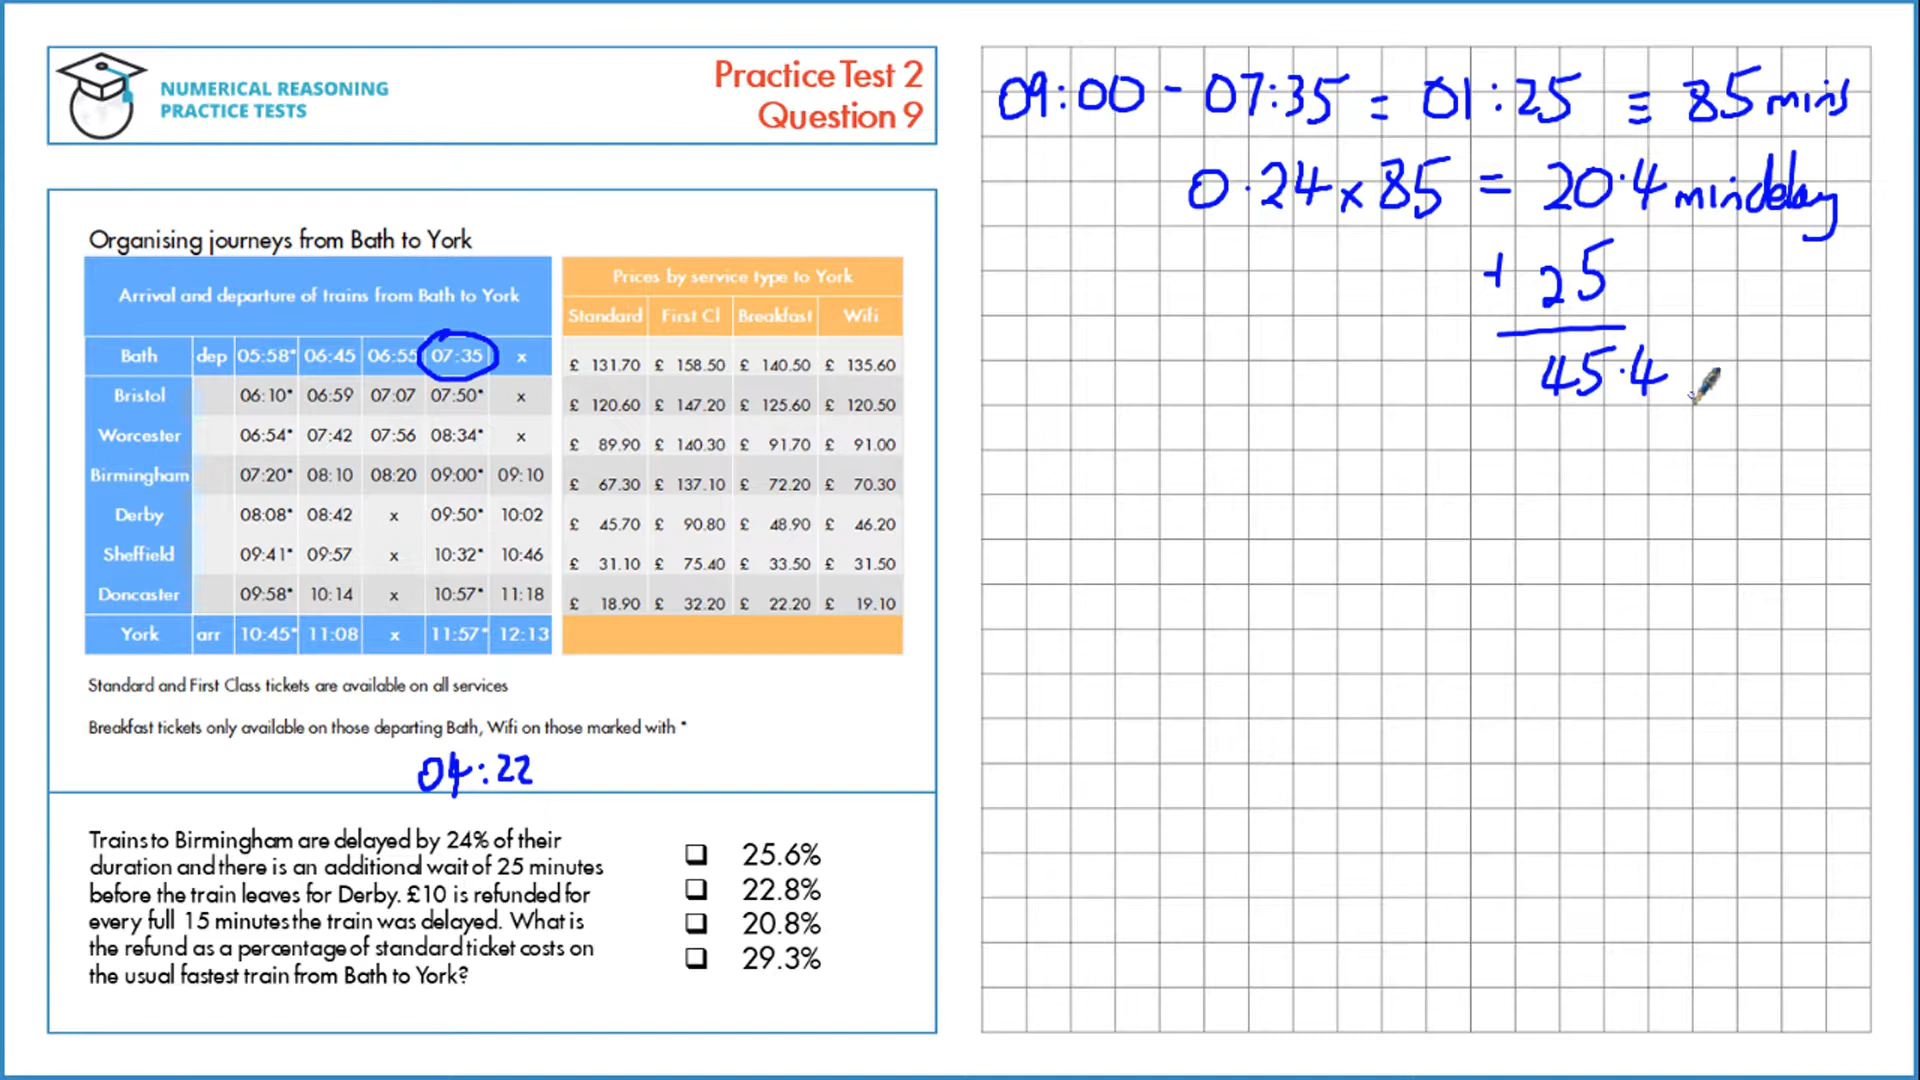 NUMERICAL REASONING
PRACTICE TESTS
Practice Test 2
Question 9
Organising journeys from Bath to York
Arrival and departure of trains from Bath to York
Bath dep 05:58* 06:45 06:55 07:35 x
Bristol 06:10* 06:59 07:07 07:50* x
Worcester 06:54* 07:42 07:56 08:34* x
Birmingham 07:20* 08:10 08:20 09:00* 09:10
Derby 08:08* 08:42 x 09:50* 10:02
Sheffield 09:41* 09:57 x 10:32* 10:46
Doncaster 09:58* 10:14 x 10:57* 11:18
York arr 10:45* 11:08 x 11:57* 12:13
Prices by service type to York
Standard First Cl Breakfast Wifi
£ 131.70 £ 158.50 £ 140.50 £ 135.60
£ 120.60 £ 147.20 £ 125.60 £ 120.50
£ 89.90 £ 140.30 £ 91.70 £ 91.00
£ 67.30 £ 137.10 £ 72.20 £ 70.30
£ 45.70 £ 90.80 £ 48.90 £ 46.20
£ 31.10 £ 75.40 £ 33.50 £ 31.50
£ 18.90 £ 32.20 £ 22.20 £ 19.10
Standard and First Class tickets are available on all services
Breakfast tickets only available on those departing Bath, Wifi on those marked with *
04:22
Trains to Birmingham are delayed by 24% of their
duration and there is an additional wait of 25 minutes
before the train leaves for Derby. £10 is refunded for
every full 15 minutes the train was delayed. What is
the refund as a percentage of standard ticket costs on
the usual fastest train from Bath to York?
25.6%
22.8%
20.8%
29.3%
09:00 - 07:35 = 01:25 ≡ 85 mins
0.24 x 85 = 20.4 min delay
+ 25
45.4